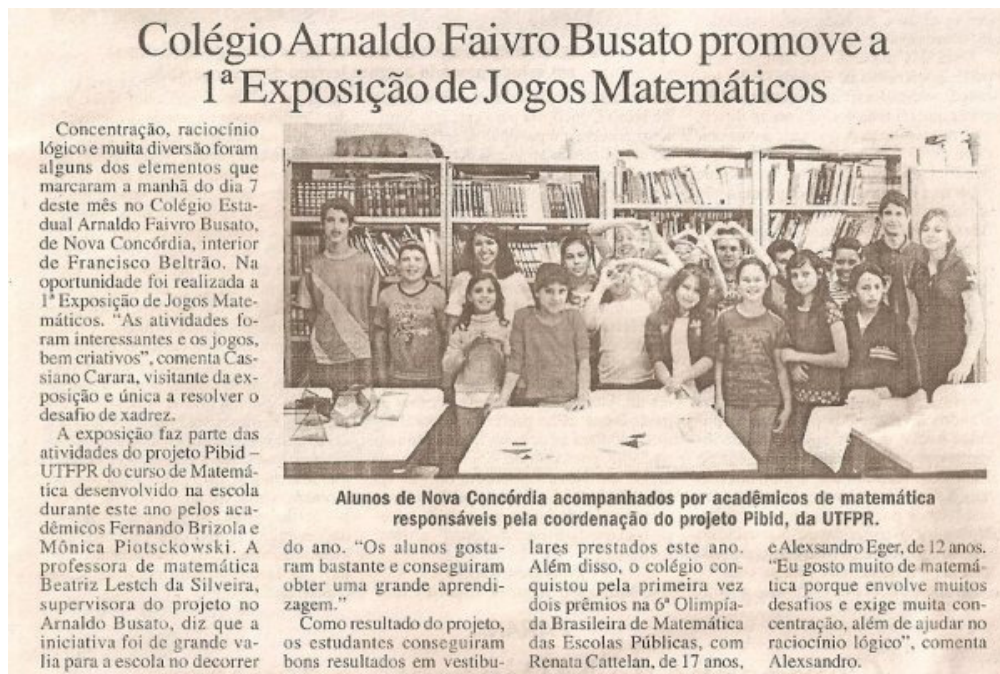 Colégio Arnaldo Faivro Busato promove a
1ª Exposição de Jogos Matemáticos
Concentração, raciocínio
lógico e muita diversão foram
alguns dos elementos que
marcaram a manhã do dia 7
deste mês no Colégio Esta-
dual Arnaldo Faivro Busato,
de Nova Concórdia, interior
de Francisco Beltrão. Na
oportunidade foi realizada a
1ª Exposição de Jogos Mate-
máticos. “As atividades fo-
ram interessantes e os jogos,
bem criativos”, comenta Cas-
siano Carara, visitante da ex-
posição e única a resolver o
desafio de xadrez.
A exposição faz parte das
atividades do projeto Pibid –
UTFPR do curso de Matemá-
tica desenvolvido na escola
durante este ano pelos aca-
dêmicos Fernando Brizola e
Mônica Piotsckowski. A
professora de matemática
Beatriz Lestch da Silveira,
supervisora do projeto no
Arnaldo Busato, diz que a
iniciativa foi de grande va-
lia para a escola no decorrer
Alunos de Nova Concórdia acompanhados por acadêmicos de matemática
responsáveis pela coordenação do projeto Pibid, da UTFPR.
do ano. “Os alunos gosta-
ram bastante e conseguiram
obter uma grande aprendi-
zagem.”
Como resultado do projeto,
os estudantes conseguiram
bons resultados em vestibu-
lares prestados este ano.
Além disso, o colégio con-
quistou pela primeira vez
dois prêmios na 6ª Olimpía-
da Brasileira de Matemática
das Escolas Públicas, com
Renata Cattelan, de 17 anos,
e Alexsandro Eger, de 12 anos.
“Eu gosto muito de matemá-
tica porque envolve muitos
desafios e exige muita con-
centração, além de ajudar no
raciocínio lógico”, comenta
Alexsandro.